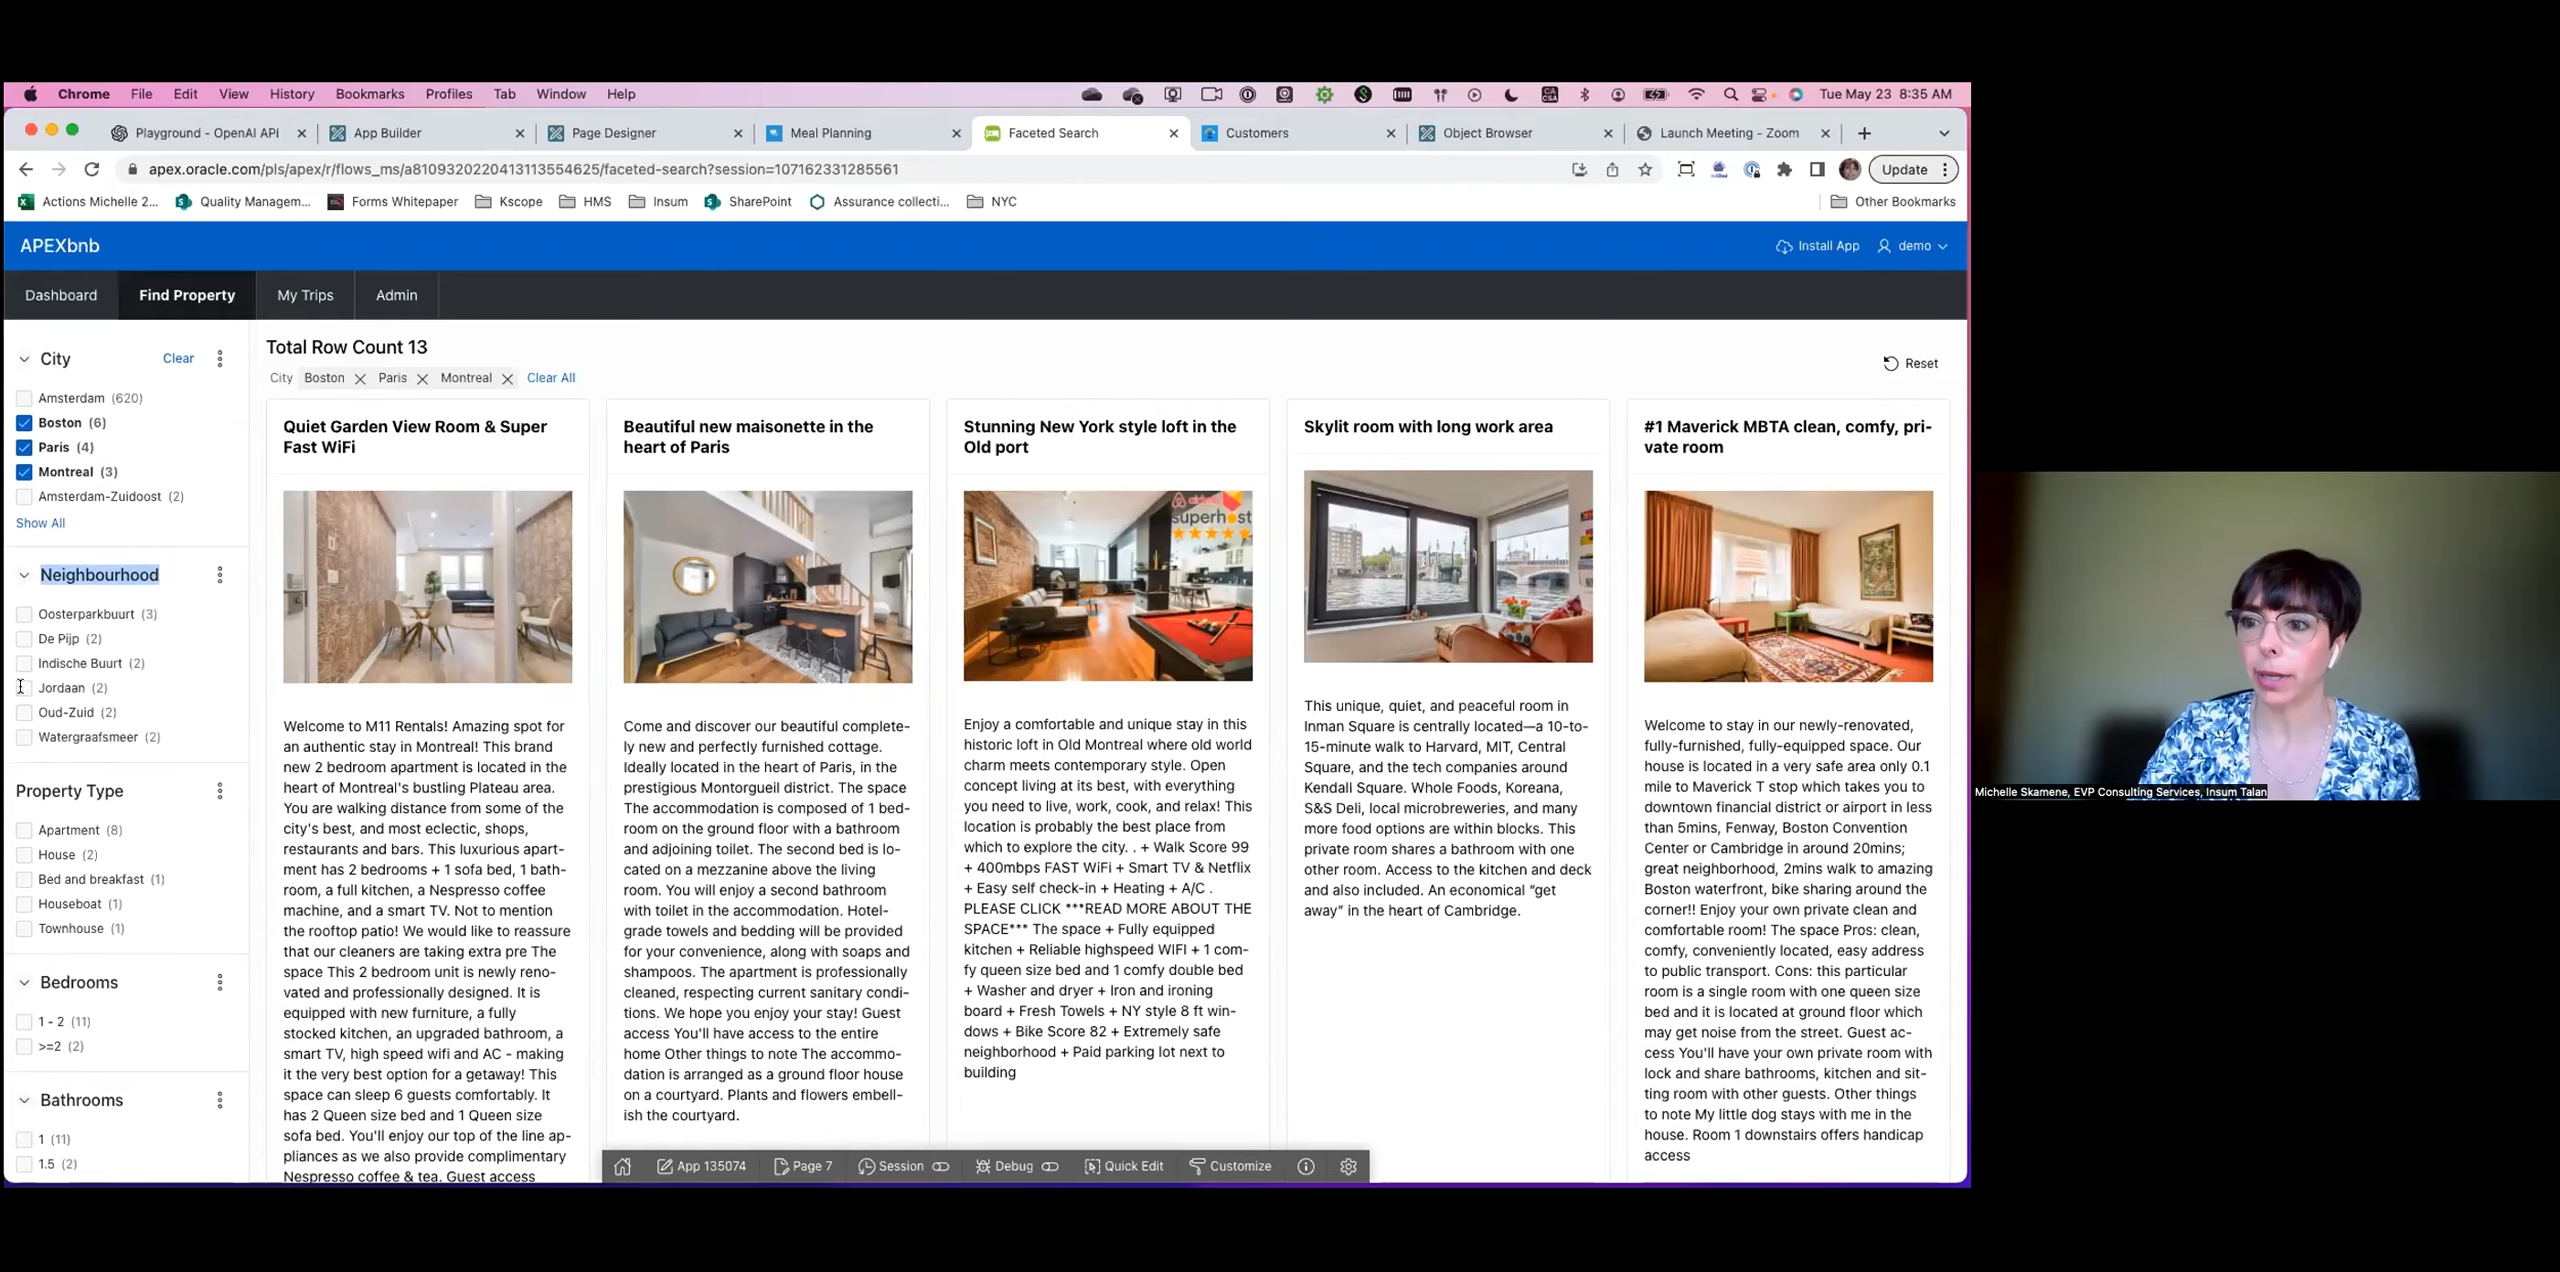 Chrome File Edit View History Bookmarks Profiles Tab Window Help Tue May 23 8:35 AM
Playground - OpenAI API App Builder Page Designer Meal Planning Faceted Search Customers Object Browser Launch Meeting - Zoom
apex.oracle.com/pls/apex/r/flows_ms/a810932022041311355​4625/faceted-search?session=107162331285561 Update
Actions Michelle 2... Quality Managem... Forms Whitepaper Kscope HMS Insum SharePoint Assurance collecti... NYC Other Bookmarks
APEXbnb Install App demo
Dashboard Find Property My Trips Admin
City Clear
Amsterdam (620)
Boston (6)
Paris (4)
Montreal (3)
Amsterdam-Zuidoost (2)
Show All
Neighbourhood
Oosterparkbuurt (3)
De Pijp (2)
Indische Buurt (2)
Jordaan (2)
Oud-Zuid (2)
Watergraafsmeer (2)
Property Type
Apartment (8)
House (2)
Bed and breakfast (1)
Houseboat (1)
Townhouse (1)
Bedrooms
1 - 2 (11)
>=2 (2)
Bathrooms
1 (11)
1.5 (2)
Total Row Count 13
City Boston Paris Montreal Clear All
Reset
Quiet Garden View Room & Super
Fast WiFi
Welcome to M11 Rentals! Amazing spot for
an authentic stay in Montreal! This brand
new 2 bedroom apartment is located in the
heart of Montreal's bustling Plateau area.
You are walking distance from some of the
city's best, and most eclectic, shops,
restaurants and bars. This luxurious apart-
ment has 2 bedrooms + 1 sofa bed, 1 bath-
room, a full kitchen, a Nespresso coffee
machine, and a smart TV. Not to mention
the rooftop patio! We would like to reassure
that our cleaners are taking extra pre The
space This 2 bedroom unit is newly reno-
vated and professionally designed. It is
equipped with new furniture, a fully
stocked kitchen, an upgraded bathroom, a
smart TV, high speed wifi and AC - making
it the very best option for a getaway! This
space can sleep 6 guests comfortably. It
has 2 Queen size bed and 1 Queen size
sofa bed. You'll enjoy our top of the line ap-
pliances as we also provide complimentary
Nespresso coffee & tea. Guest access
Beautiful new maisonette in the
heart of Paris
Come and discover our beautiful complete-
ly new and perfectly furnished cottage.
Ideally located in the heart of Paris, in the
prestigious Montorgueil district. The space
The accommodation is composed of 1 bed-
room on the ground floor with a bathroom
and adjoining toilet. The second bed is lo-
cated on a mezzanine above the living
room. You will enjoy a second bathroom
with toilet in the accommodation. Hotel-
grade towels and bedding will be provided
for your convenience, along with soaps and
shampoos. The apartment is professionally
cleaned, respecting current sanitary condi-
tions. We hope you enjoy your stay! Guest
access You'll have access to the entire
home Other things to note The accommo-
dation is arranged as a ground floor house
on a courtyard. Plants and flowers embell-
ish the courtyard.
Stunning New York style loft in the
Old port
superhost
Enjoy a comfortable and unique stay in this
historic loft in Old Montreal where old world
charm meets contemporary style. Open
concept living at its best, with everything
you need to live, work, cook, and relax! This
location is probably the best place from
which to explore the city. . + Walk Score 99
+ 400mbps FAST WiFi + Smart TV & Netflix
+ Easy self check-in + Heating + A/C .
PLEASE CLICK ***READ MORE ABOUT THE
SPACE*** The space + Fully equipped
kitchen + Reliable highspeed WIFI + 1 com-
fy queen size bed and 1 comfy double bed
+ Washer and dryer + Iron and ironing
board + Fresh Towels + NY style 8 ft win-
dows + Bike Score 82 + Extremely safe
neighborhood + Paid parking lot next to
building
Skylit room with long work area
This unique, quiet, and peaceful room in
Inman Square is centrally located—a 10-to-
15-minute walk to Harvard, MIT, Central
Square, and the tech companies around
Kendall Square. Whole Foods, Koreana,
S&S Deli, local microbreweries, and many
more food options are within blocks. This
private room shares a bathroom with one
other room. Access to the kitchen and deck
and also included. An economical “get
away” in the heart of Cambridge.
#1 Maverick MBTA clean, comfy, pri-
vate room
Welcome to stay in our newly-renovated,
fully-furnished, fully-equipped space. Our
house is located in a very safe area only 0.1
mile to Maverick T stop which takes you to
downtown financial district or airport in less
than 5mins, Fenway, Boston Convention
Center or Cambridge in around 20mins;
great neighborhood, 2mins walk to amazing
Boston waterfront, bike sharing around the
corner!! Enjoy your own private clean and
comfortable room! The space Pros: clean,
comfy, conveniently located, easy address
to public transport. Cons: this particular
room is a single room with one queen size
bed and it is located at ground floor which
may get noise from the street. Guest ac-
cess You'll have your own private room with
lock and share bathrooms, kitchen and sit-
ting room with other guests. Other things
to note My little dog stays with me in the
house. Room 1 downstairs offers handicap
access
App 135074 Page 7 Session Debug Quick Edit Customize
Michelle Skamene, EVP Consulting Services, Insum Talan